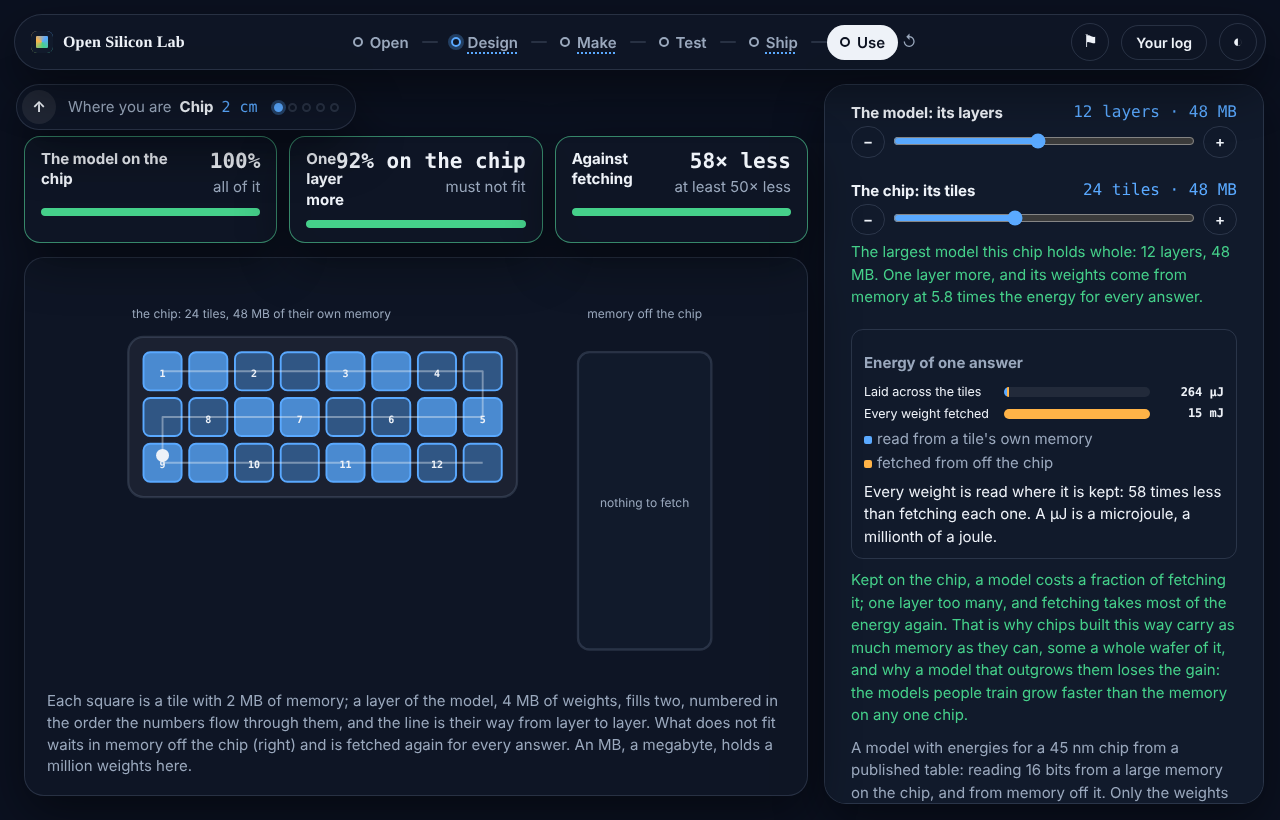 Open Silicon Lab
Open
Design
Make
Test
Ship
Use
Your log
Where you are Chip 2 cm
The model on the chip
100%
all of it
One layer more
92% on the chip
must not fit
Against fetching
58× less
at least 50× less
the chip: 24 tiles, 48 MB of their own memory
memory off the chip
1 2 3 4
8 7 6 5
9 10 11 12
nothing to fetch
Each square is a tile with 2 MB of memory; a layer of the model, 4 MB of weights, fills two, numbered in
the order the numbers flow through them, and the line is their way from layer to layer. What does not fit
waits in memory off the chip (right) and is fetched again for every answer. An MB, a megabyte, holds a
million weights here.
The model: its layers
12 layers · 48 MB
−
+
The chip: its tiles
24 tiles · 48 MB
−
+
The largest model this chip holds whole: 12 layers, 48
MB. One layer more, and its weights come from
memory at 5.8 times the energy for every answer.
Energy of one answer
Laid across the tiles 264 µJ
Every weight fetched 15 mJ
read from a tile's own memory
fetched from off the chip
Every weight is read where it is kept: 58 times less
than fetching each one. A µJ is a microjoule, a
millionth of a joule.
Kept on the chip, a model costs a fraction of fetching
it; one layer too many, and fetching takes most of the
energy again. That is why chips built this way carry as
much memory as they can, some a whole wafer of it,
and why a model that outgrows them loses the gain:
the models people train grow faster than the memory
on any one chip.
A model with energies for a 45 nm chip from a
published table: reading 16 bits from a large memory
on the chip, and from memory off it. Only the weights